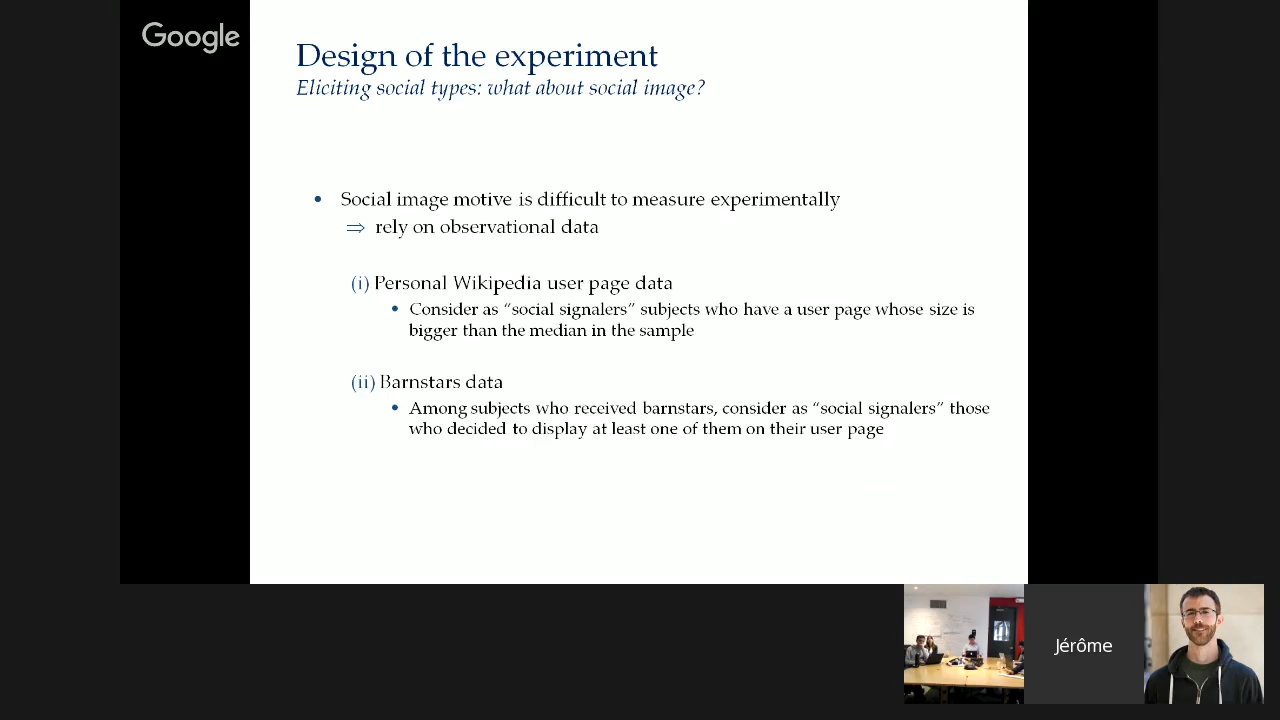 Google
Design of the experiment
Eliciting social types: what about social image?
• Social image motive is difficult to measure experimentally
⇒ rely on observational data
(i) Personal Wikipedia user page data
• Consider as “social signalers” subjects who have a user page whose size is
bigger than the median in the sample
(ii) Barnstars data
• Among subjects who received barnstars, consider as “social signalers” those
who decided to display at least one of them on their user page
Jérôme